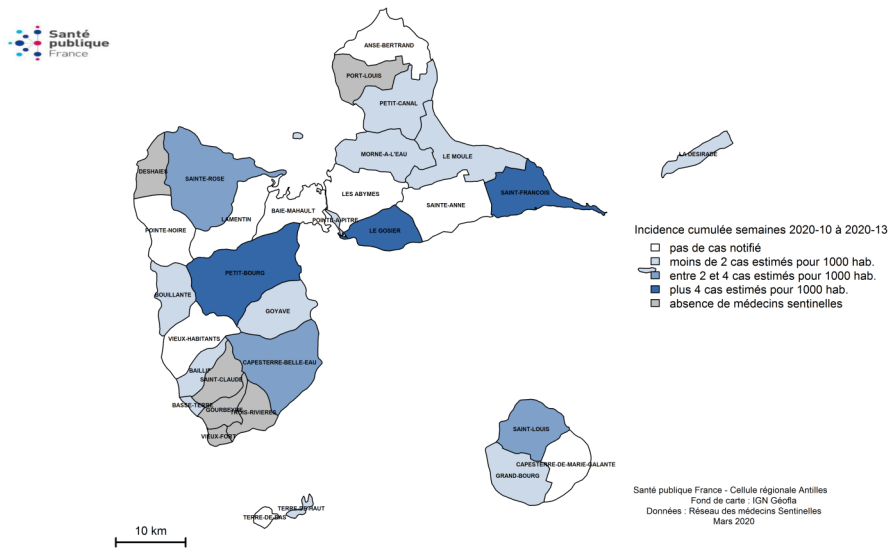 Santé
publique
France
ANSE-BERTRAND
PORT-LOUIS
PETIT-CANAL
MORNE-A-L'EAU
LE MOULE
LA DESIRADE
DESHAIES
SAINTE-ROSE
LES ABYMES
SAINTE-ANNE
SAINT-FRANCOIS
LAMENTIN
BAIE-MAHAULT
POINTE-A-PITRE
LE GOSIER
POINTE-NOIRE
PETIT-BOURG
BOUILLANTE
GOYAVE
VIEUX-HABITANTS
CAPESTERRE-BELLE-EAU
BAILLIF
SAINT-CLAUDE
BASSE-TERRE
GOURBEYRE
TROIS-RIVIERES
VIEUX-FORT
SAINT-LOUIS
CAPESTERRE-DE-MARIE-GALANTE
GRAND-BOURG
TERRE-DE-HAUT
TERRE-DE-BAS
Incidence cumulée semaines 2020-10 à 2020-13
pas de cas notifié
moins de 2 cas estimés pour 1000 hab.
entre 2 et 4 cas estimés pour 1000 hab.
plus 4 cas estimés pour 1000 hab.
absence de médecins sentinelles
Santé publique France - Cellule régionale Antilles
Fond de carte : IGN Géofla
Données : Réseau des médecins Sentinelles
Mars 2020
10 km